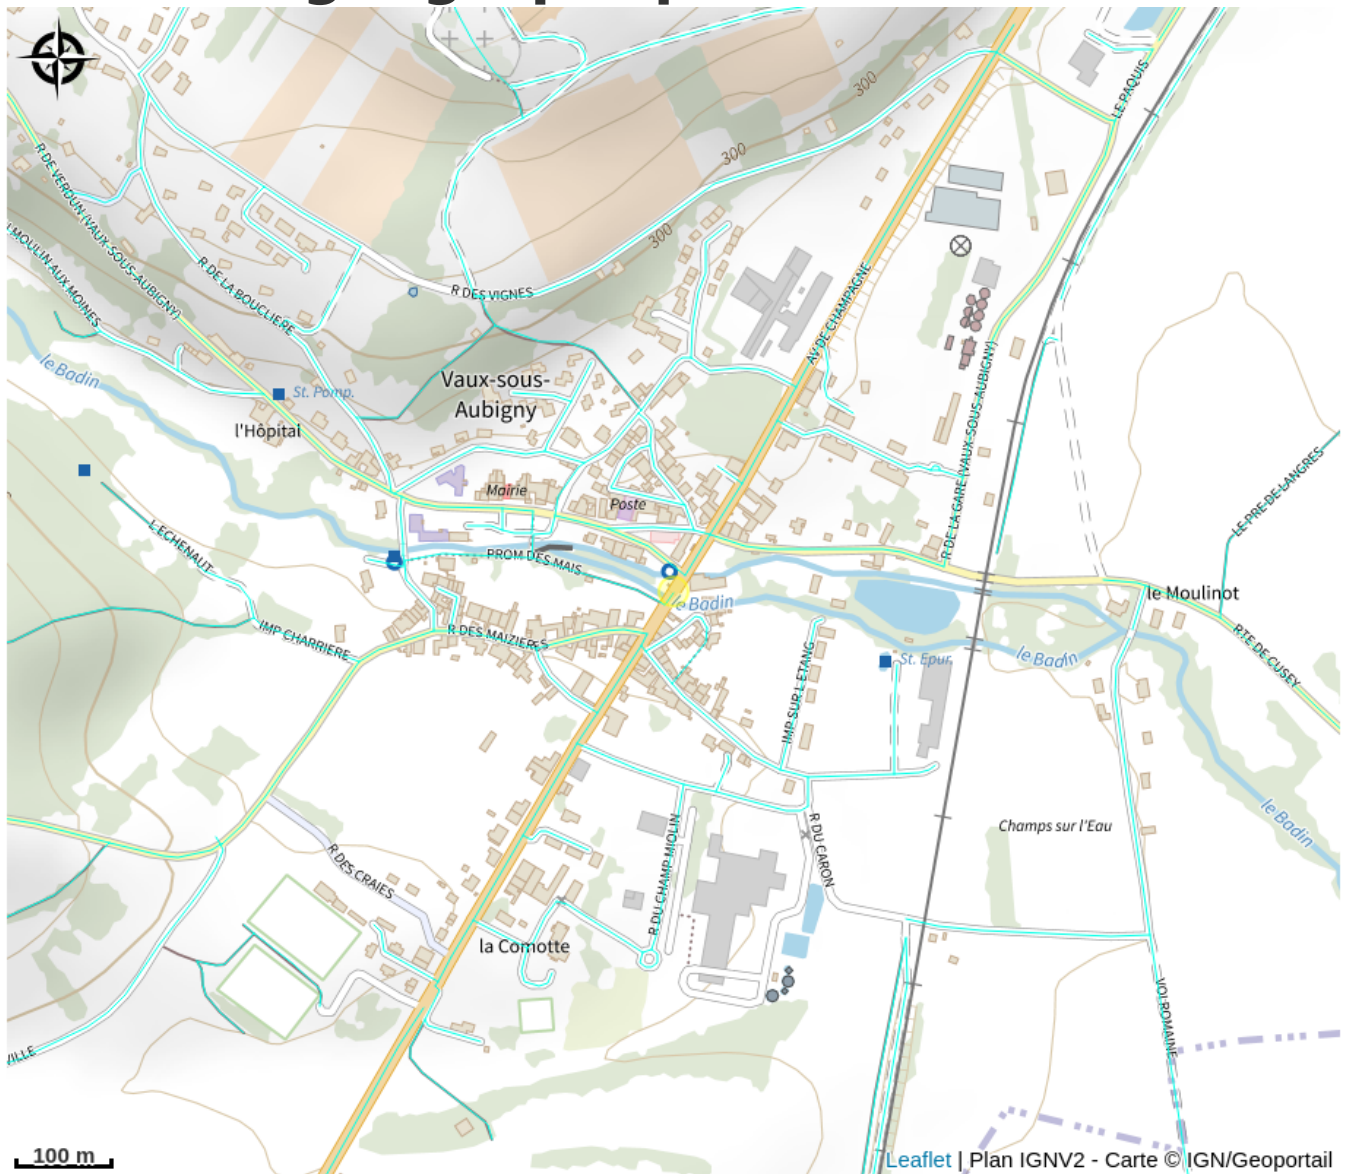 300
LE PAQUIS
300
300
R DE VERDUN (VAUX-SOUS-AUBIGNY)
MOULIN AUX MOINES
R DE LA BOUCLIERE
R DES VIGNES
AV DE CHAMPAGNE
le Badin
St. Pomp.
Vaux-sous-
Aubigny
l'Hôpital
R DE LA GARE (VAUX-SOUS-AUBIGNY)
LE PRE DE LANGRES
Mairie
Poste
L'ECHENAUT
PROM DES MAIS
le Badin
le Moulinot
IMP CHARRIERE
R DES MAIZIERES
IMP SUR L'ETANG
St. Epur.
le Badin
RTE DE CUSEY
le Badin
R DES CRAIES
R DU CHAMP MIOLIN
R DU CARON
Champs sur l'Eau
la Comotte
VOI ROMAINE
VILLE
100 m
Leaflet | Plan IGNV2 - Carte © IGN/Geoportail